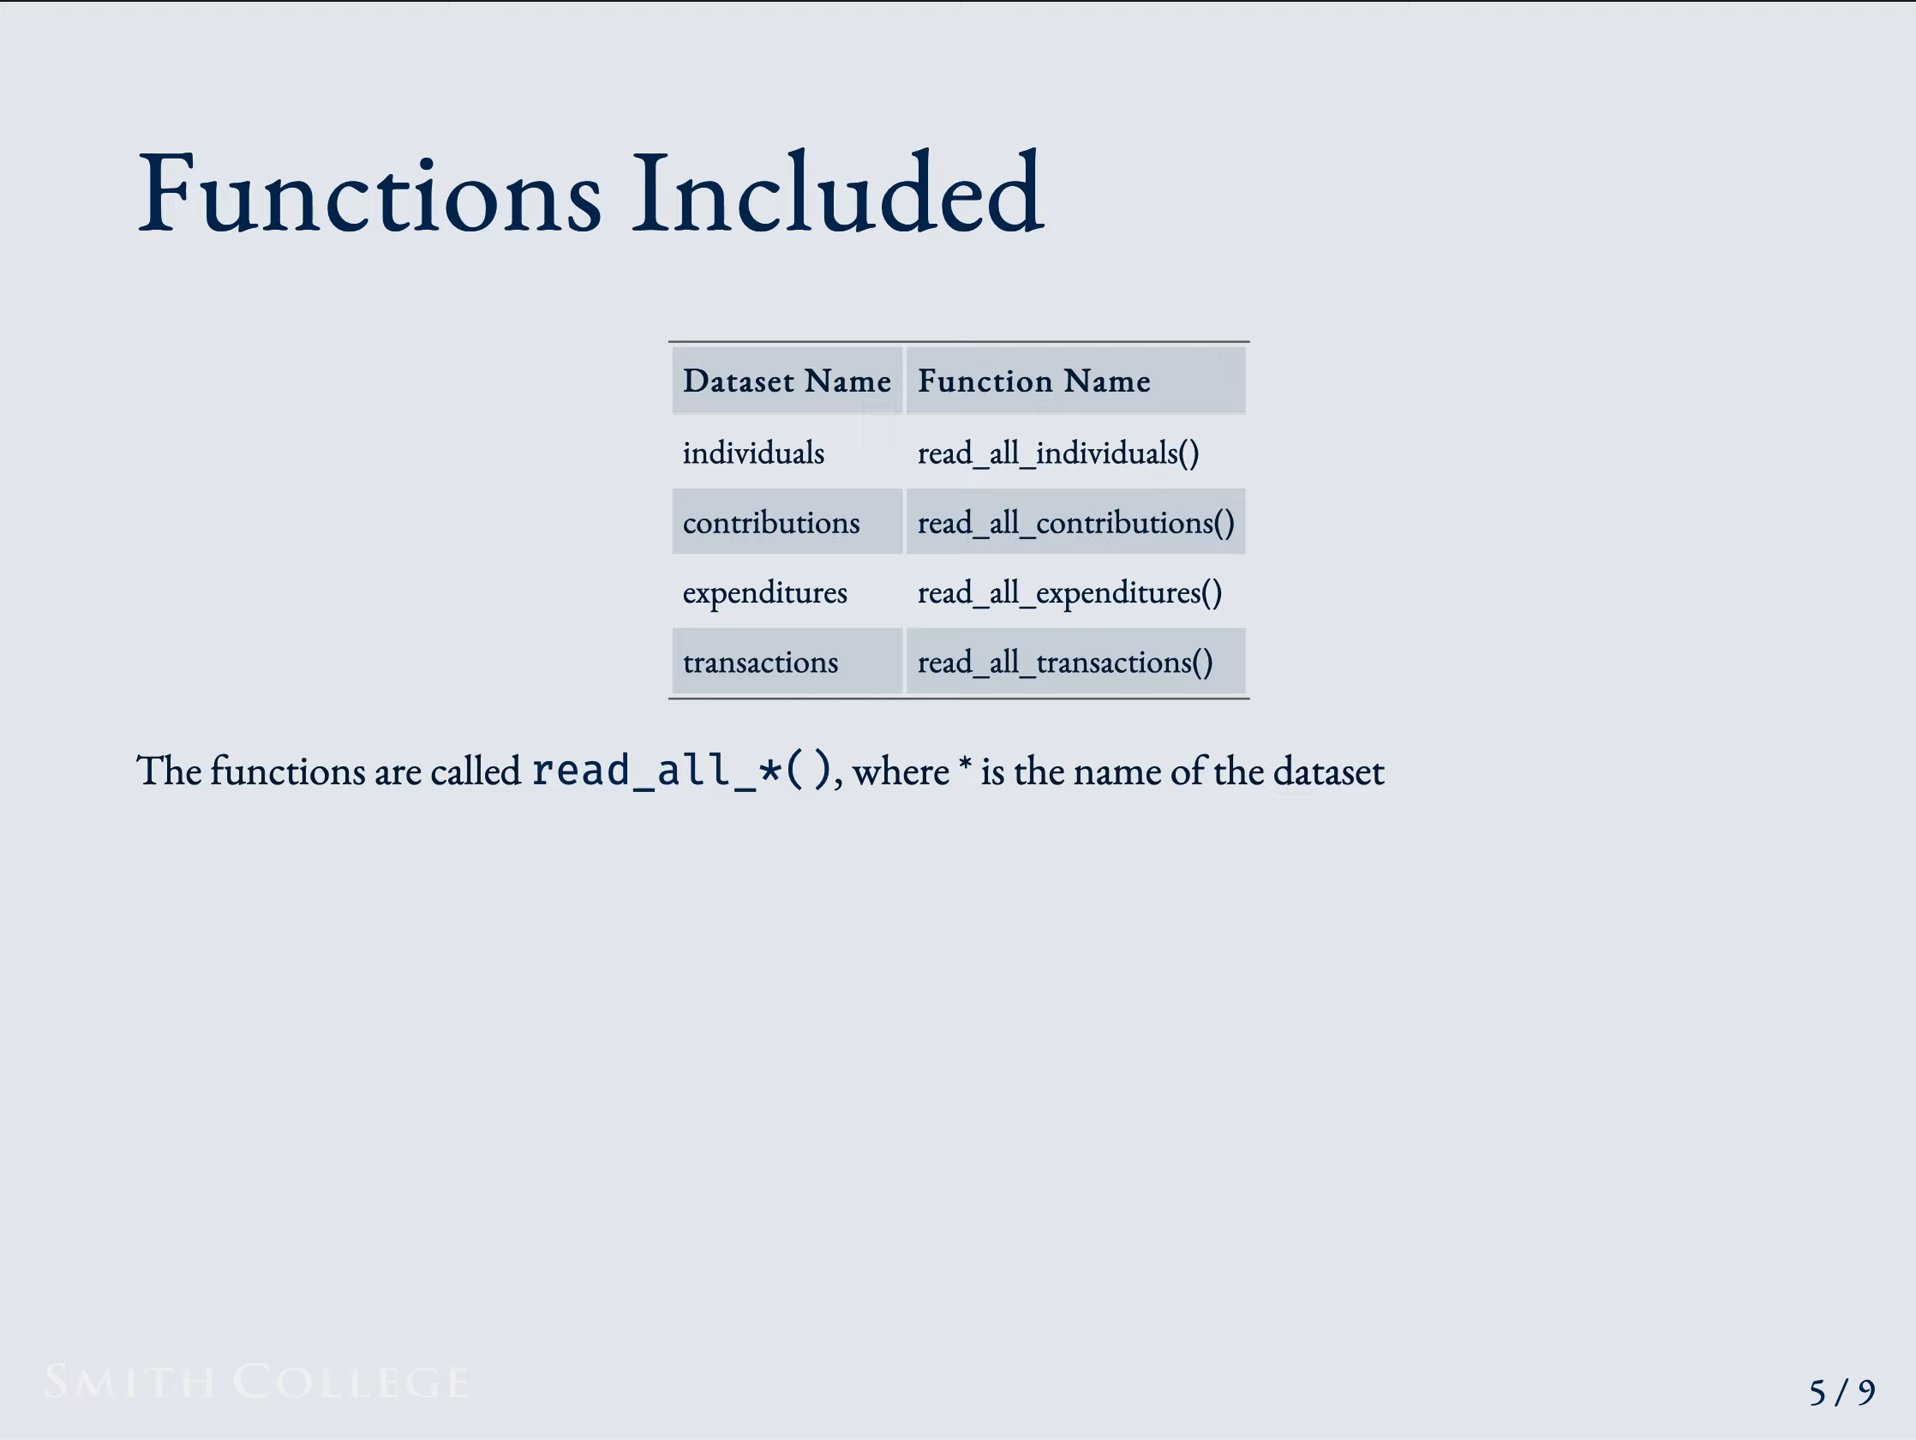 Functions Included
Dataset Name Function Name
individuals read_all_individuals()
contributions read_all_contributions()
expenditures read_all_expenditures()
transactions read_all_transactions()
The functions are called read_all_*(), where * is the name of the dataset
SMITH COLLEGE
5 / 9